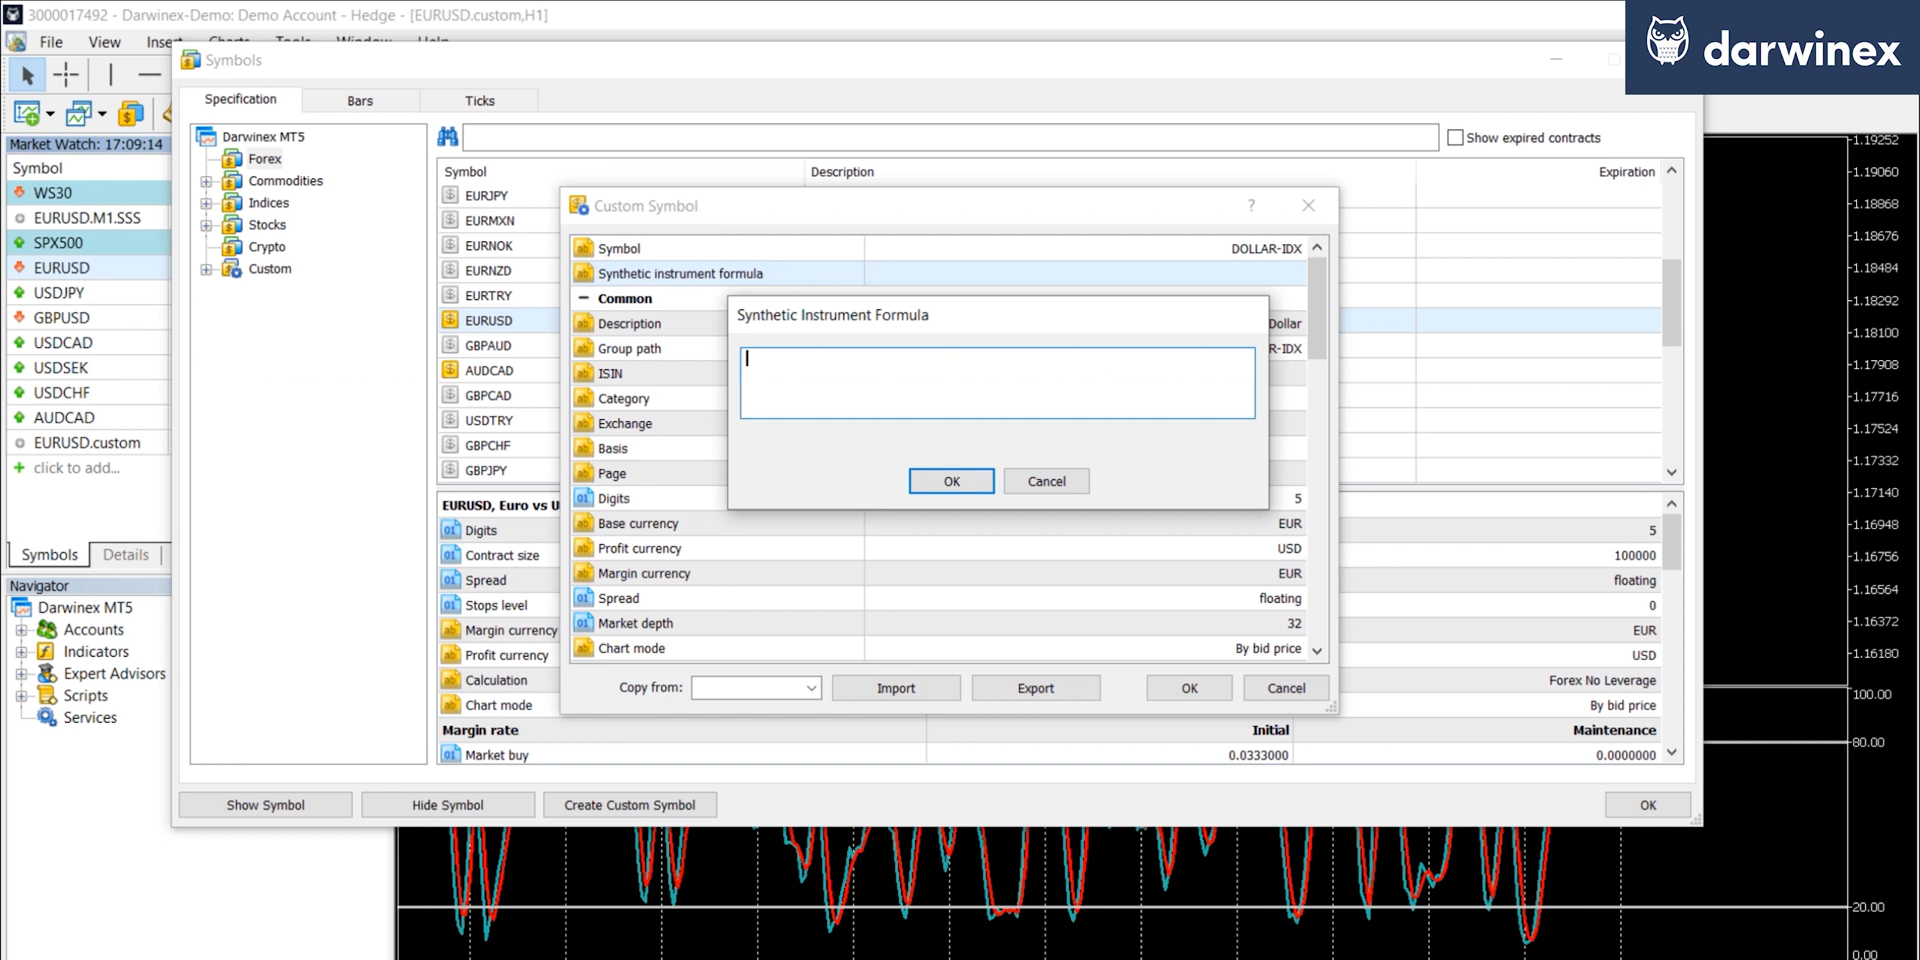 3000017492 - Darwinex-Demo: Demo Account - Hedge - [EURUSD.custom,H1]
darwinex
File View Insert Charts Tools Window Help
Symbols
Specification Bars Ticks
Market Watch: 17:09:14
Symbol
WS30
EURUSD.M1.SSS
SPX500
EURUSD
USDJPY
GBPUSD
USDCAD
USDSEK
USDCHF
AUDCAD
EURUSD.custom
click to add...
Symbols Details
Navigator
Darwinex MT5
Accounts
Indicators
Expert Advisors
Scripts
Services
Darwinex MT5
Forex
Commodities
Indices
Stocks
Crypto
Custom
Show expired contracts
Symbol Description Expiration
EURJPY
EURMXN
EURNOK
EURNZD
EURTRY
EURUSD
GBPAUD
AUDCAD
GBPCAD
USDTRY
GBPCHF
GBPJPY
EURUSD, Euro vs U
Digits 5
Contract size 100000
Spread floating
Stops level 0
Margin currency EUR
Profit currency USD
Calculation Forex No Leverage
Chart mode By bid price
Margin rate Initial Maintenance
Market buy 0.0333000 0.0000000
Show Symbol Hide Symbol Create Custom Symbol OK
Custom Symbol ?
Symbol DOLLAR-IDX
Synthetic instrument formula
Common
Description Dollar
Group path R-IDX
ISIN
Category
Exchange
Basis
Page
Digits 5
Base currency EUR
Profit currency USD
Margin currency EUR
Spread floating
Market depth 32
Chart mode By bid price
Copy from: Import Export OK Cancel
Synthetic Instrument Formula
OK Cancel
1.19252
1.19060
1.18868
1.18676
1.18484
1.18292
1.18100
1.17908
1.17716
1.17524
1.17332
1.17140
1.16948
1.16756
1.16564
1.16372
1.16180
100.00
80.00
20.00
0.00